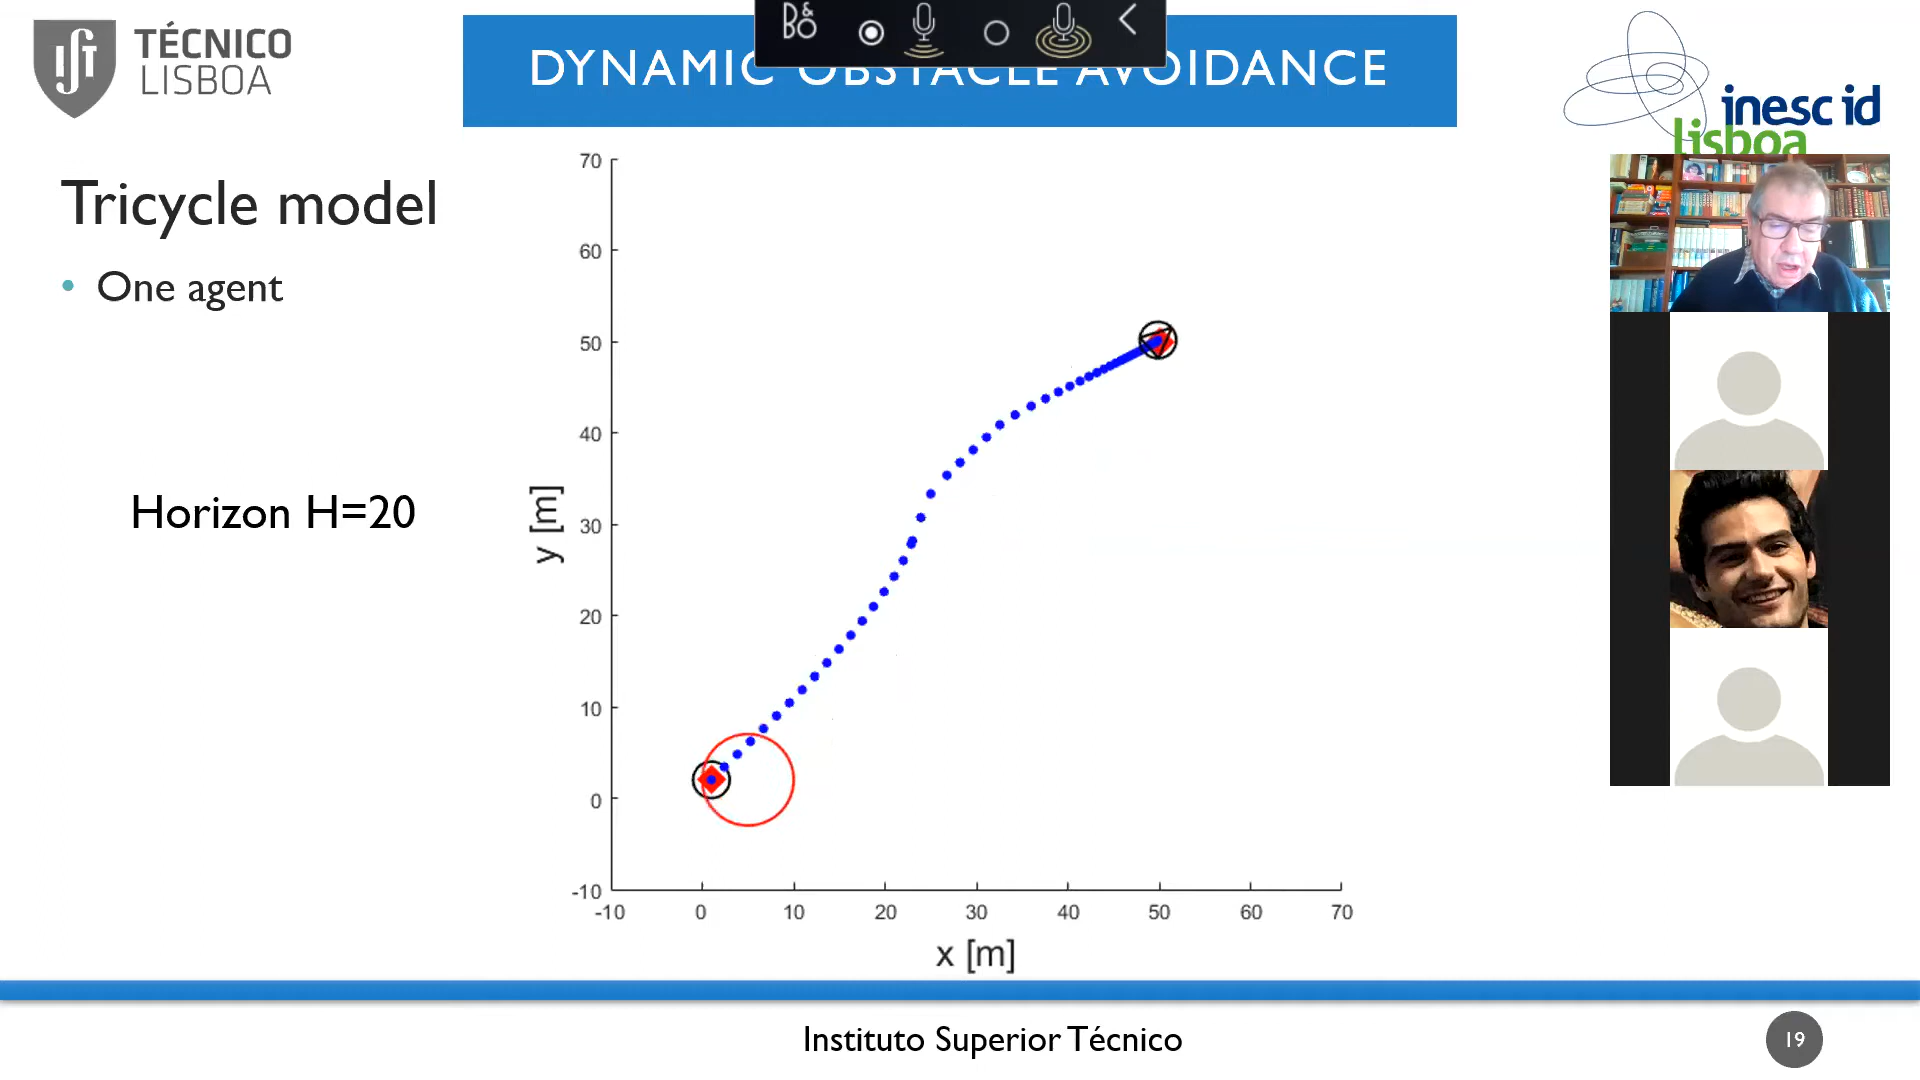 TÉCNICO
LISBOA
B&O
DYNAMIC OBSTACLE AVOIDANCE
inesc id
lisboa
Tricycle model
• One agent
Horizon H=20
70
60
50
40
30
20
10
0
-10
y [m]
-10 0 10 20 30 40 50 60 70
x [m]
Instituto Superior Técnico
19